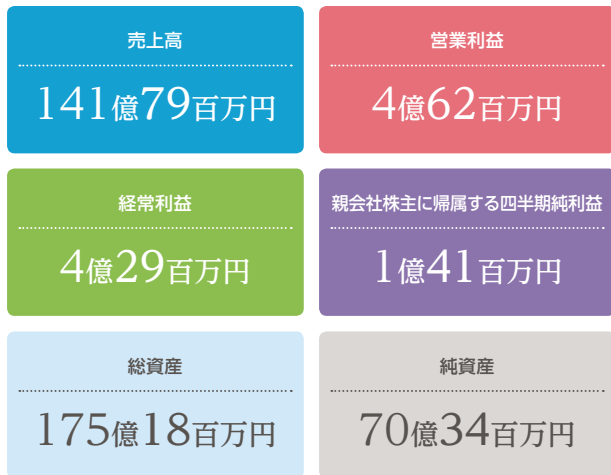 売上高
141億79百万円
営業利益
4億62百万円
経常利益
4億29百万円
親会社株主に帰属する四半期純利益
1億41百万円
総資産
175億18百万円
純資産
70億34百万円